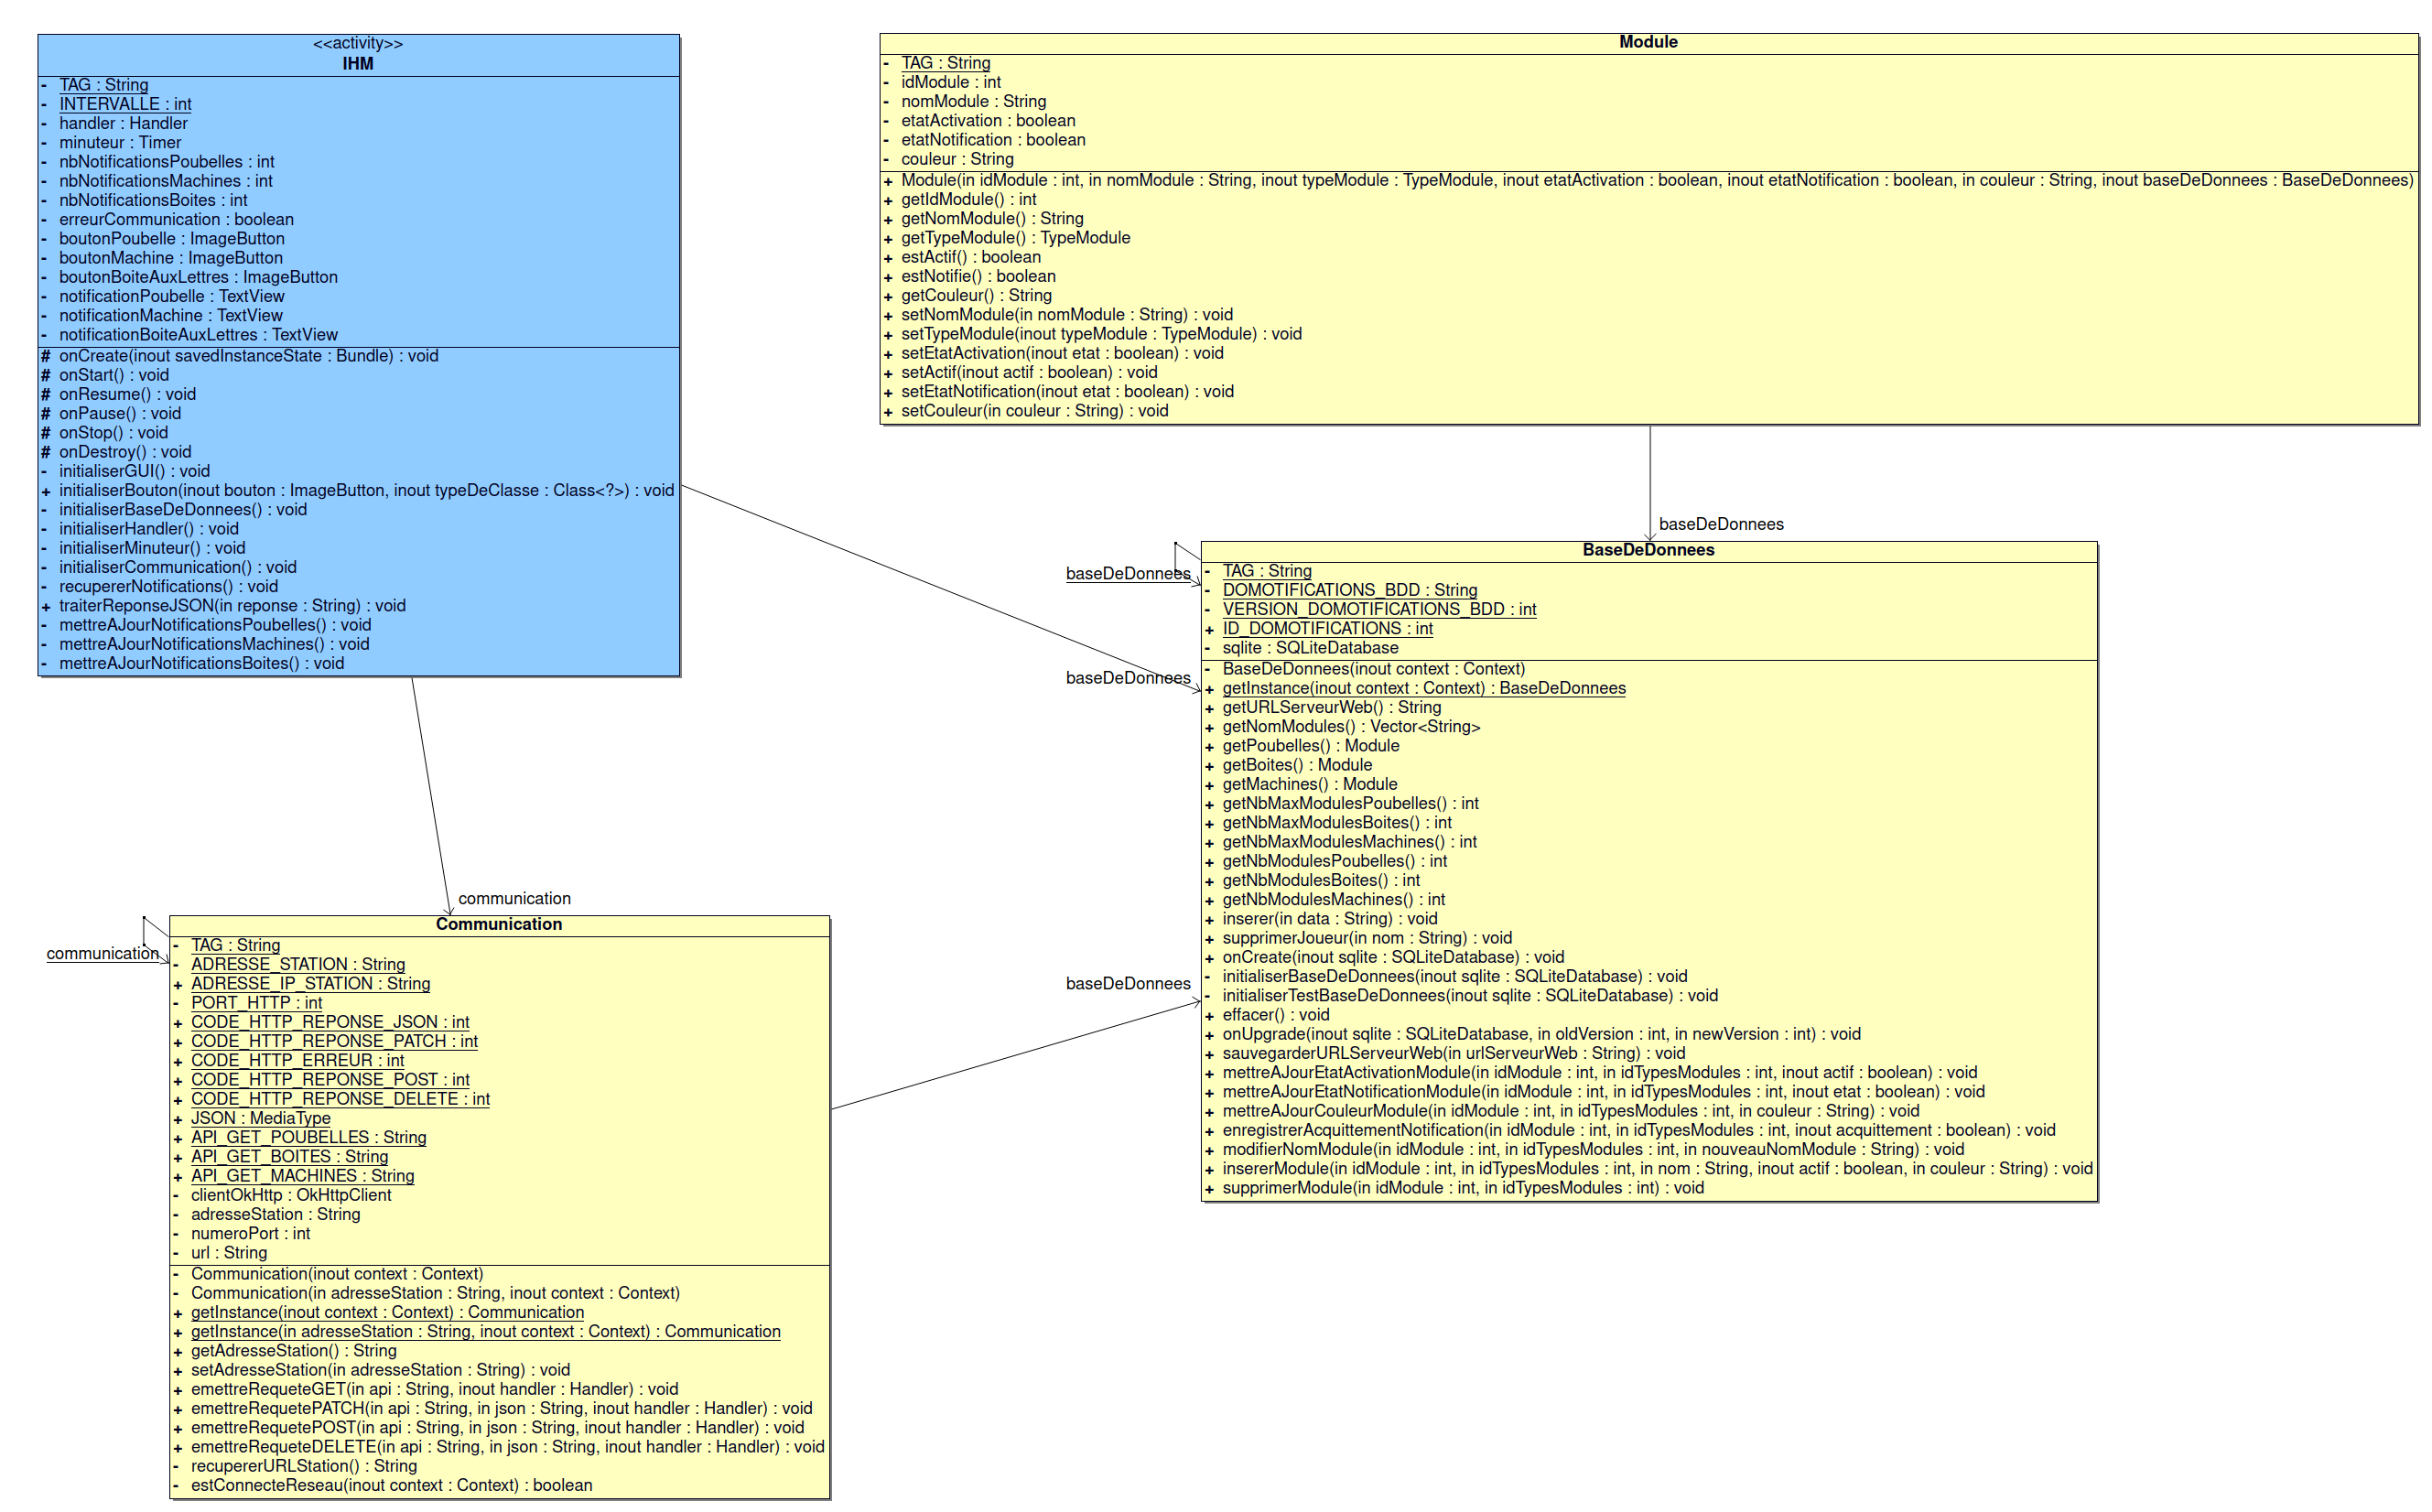 <<activity>>
IHM
- TAG : String
- INTERVALLE : int
- handler : Handler
- minuteur : Timer
- nbNotificationsPoubelles : int
- nbNotificationsMachines : int
- nbNotificationsBoites : int
- erreurCommunication : boolean
- boutonPoubelle : ImageButton
- boutonMachine : ImageButton
- boutonBoiteAuxLettres : ImageButton
- notificationPoubelle : TextView
- notificationMachine : TextView
- notificationBoiteAuxLettres : TextView
# onCreate(inout savedInstanceState : Bundle) : void
# onStart() : void
# onResume() : void
# onPause() : void
# onStop() : void
# onDestroy() : void
- initialiserGUI() : void
+ initialiserBouton(inout bouton : ImageButton, inout typeDeClasse : Class<?>) : void
- initialiserBaseDeDonnees() : void
- initialiserHandler() : void
- initialiserMinuteur() : void
- initialiserCommunication() : void
- recupererNotifications() : void
+ traiterReponseJSON(in reponse : String) : void
- mettreAJourNotificationsPoubelles() : void
- mettreAJourNotificationsMachines() : void
- mettreAJourNotificationsBoites() : void
Module
- TAG : String
- idModule : int
- nomModule : String
- etatActivation : boolean
- etatNotification : boolean
- couleur : String
+ Module(in idModule : int, in nomModule : String, inout typeModule : TypeModule, inout etatActivation : boolean, inout etatNotification : boolean, in couleur : String, inout baseDeDonnees : BaseDeDonnees)
+ getIdModule() : int
+ getNomModule() : String
+ getTypeModule() : TypeModule
+ estActif() : boolean
+ estNotifie() : boolean
+ getCouleur() : String
+ setNomModule(in nomModule : String) : void
+ setTypeModule(inout typeModule : TypeModule) : void
+ setEtatActivation(inout etat : boolean) : void
+ setActif(inout actif : boolean) : void
+ setEtatNotification(inout etat : boolean) : void
+ setCouleur(in couleur : String) : void
baseDeDonnees
baseDeDonnees
baseDeDonnees
baseDeDonnees
BaseDeDonnees
- TAG : String
- DOMOTIFICATIONS_BDD : String
- VERSION_DOMOTIFICATIONS_BDD : int
+ ID_DOMOTIFICATIONS : int
- sqlite : SQLiteDatabase
- BaseDeDonnees(inout context : Context)
+ getInstance(inout context : Context) : BaseDeDonnees
+ getURLServeurWeb() : String
+ getNomModules() : Vector<String>
+ getPoubelles() : Module
+ getBoites() : Module
+ getMachines() : Module
+ getNbMaxModulesPoubelles() : int
+ getNbMaxModulesBoites() : int
+ getNbMaxModulesMachines() : int
+ getNbModulesPoubelles() : int
+ getNbModulesBoites() : int
+ getNbModulesMachines() : int
+ inserer(in data : String) : void
+ supprimerJoueur(in nom : String) : void
+ onCreate(inout sqlite : SQLiteDatabase) : void
- initialiserBaseDeDonnees(inout sqlite : SQLiteDatabase) : void
- initialiserTestBaseDeDonnees(inout sqlite : SQLiteDatabase) : void
+ effacer() : void
+ onUpgrade(inout sqlite : SQLiteDatabase, in oldVersion : int, in newVersion : int) : void
+ sauvegarderURLServeurWeb(in urlServeurWeb : String) : void
+ mettreAJourEtatActivationModule(in idModule : int, in idTypesModules : int, inout actif : boolean) : void
+ mettreAJourEtatNotificationModule(in idModule : int, in idTypesModules : int, inout etat : boolean) : void
+ mettreAJourCouleurModule(in idModule : int, in idTypesModules : int, in couleur : String) : void
+ enregistrerAcquittementNotification(in idModule : int, in idTypesModules : int, inout acquittement : boolean) : void
+ modifierNomModule(in idModule : int, in idTypesModules : int, in nouveauNomModule : String) : void
+ insererModule(in idModule : int, in idTypesModules : int, in nom : String, inout actif : boolean, in couleur : String) : void
+ supprimerModule(in idModule : int, in idTypesModules : int) : void
communication
communication
Communication
- TAG : String
- ADRESSE_STATION : String
+ ADRESSE_IP_STATION : String
- PORT_HTTP : int
+ CODE_HTTP_REPONSE_JSON : int
+ CODE_HTTP_REPONSE_PATCH : int
+ CODE_HTTP_ERREUR : int
+ CODE_HTTP_REPONSE_POST : int
+ CODE_HTTP_REPONSE_DELETE : int
+ JSON : MediaType
+ API_GET_POUBELLES : String
+ API_GET_BOITES : String
+ API_GET_MACHINES : String
- clientOkHttp : OkHttpClient
- adresseStation : String
- numeroPort : int
- url : String
- Communication(inout context : Context)
- Communication(in adresseStation : String, inout context : Context)
+ getInstance(inout context : Context) : Communication
+ getInstance(in adresseStation : String, inout context : Context) : Communication
+ getAdresseStation() : String
+ setAdresseStation(in adresseStation : String) : void
+ emettreRequeteGET(in api : String, inout handler : Handler) : void
+ emettreRequetePATCH(in api : String, in json : String, inout handler : Handler) : void
+ emettreRequetePOST(in api : String, in json : String, inout handler : Handler) : void
+ emettreRequeteDELETE(in api : String, in json : String, inout handler : Handler) : void
- recupererURLStation() : String
- estConnecteReseau(inout context : Context) : boolean